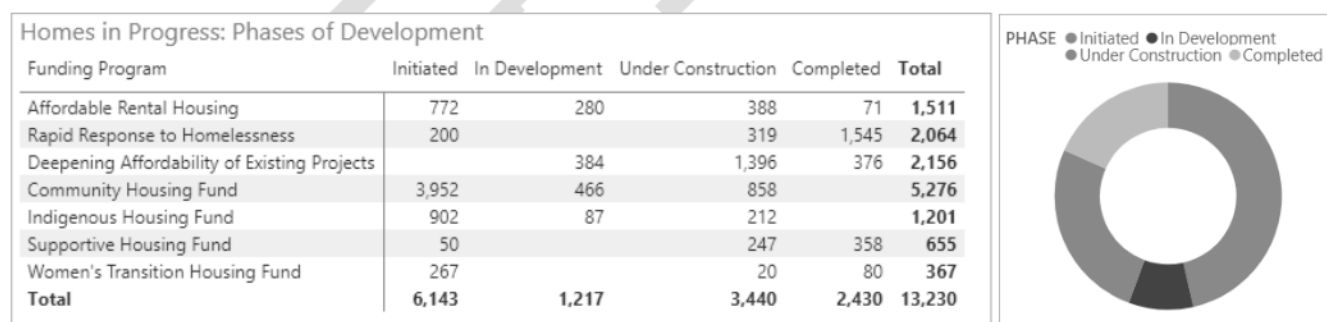 Homes in Progress: Phases of Development
Funding Program Initiated In Development Under Construction Completed Total
Affordable Rental Housing 772 280 388 71 1,511
Rapid Response to Homelessness 200 319 1,545 2,064
Deepening Affordability of Existing Projects 384 1,396 376 2,156
Community Housing Fund 3,952 466 858 5,276
Indigenous Housing Fund 902 87 212 1,201
Supportive Housing Fund 50 247 358 655
Women's Transition Housing Fund 267 20 80 367
Total 6,143 1,217 3,440 2,430 13,230
PHASE Initiated In Development
Under Construction Completed